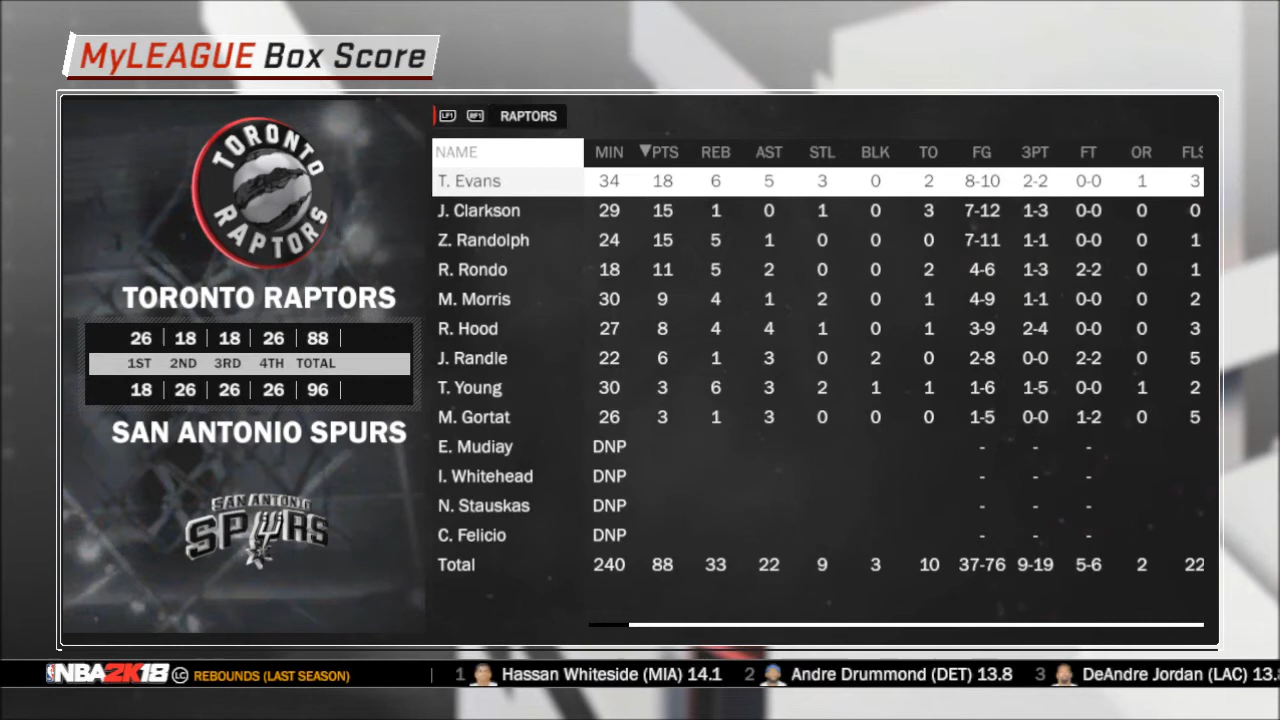 MyLEAGUE Box Score
TORONTO
RAPTORS
TORONTO RAPTORS
26 18 18 26 88
1ST 2ND 3RD 4TH TOTAL
18 26 26 26 96
SAN ANTONIO SPURS
SAN ANTONIO
SPURS
RAPTORS
NAME MIN ▼PTS REB AST STL BLK TO FG 3PT FT OR FLS
T. Evans 34 18 6 5 3 0 2 8-10 2-2 0-0 1 3
J. Clarkson 29 15 1 0 1 0 3 7-12 1-3 0-0 0 0
Z. Randolph 24 15 5 1 0 0 0 7-11 1-1 0-0 0 1
R. Rondo 18 11 5 2 0 0 2 4-6 1-3 2-2 0 1
M. Morris 30 9 4 1 2 0 1 4-9 1-1 0-0 0 2
R. Hood 27 8 4 4 1 0 1 3-9 2-4 0-0 0 3
J. Randle 22 6 1 3 0 2 0 2-8 0-0 2-2 0 5
T. Young 30 3 6 3 2 1 1 1-6 1-5 0-0 1 2
M. Gortat 26 3 1 3 0 0 0 1-5 0-0 1-2 0 5
E. Mudiay DNP - - -
I. Whitehead DNP - - -
N. Stauskas DNP - - -
C. Felicio DNP - - -
Total 240 88 33 22 9 3 10 37-76 9-19 5-6 2 22
NBA2K18 LC REBOUNDS (LAST SEASON) 1 Hassan Whiteside (MIA) 14.1 2 Andre Drummond (DET) 13.8 3 DeAndre Jordan (LAC) 13.